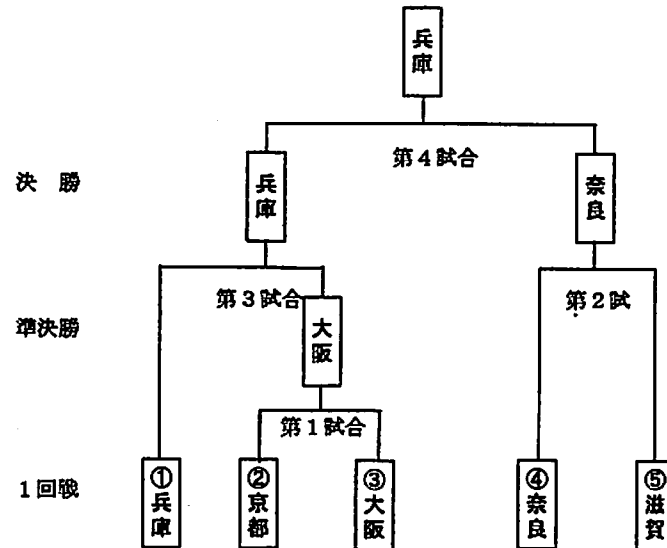 兵庫
第4試合
決 勝
兵庫
奈良
第3試合
第2試
準決勝
大阪
第1試合
1回戦
①兵庫
②京都
③大阪
④奈良
⑤滋賀